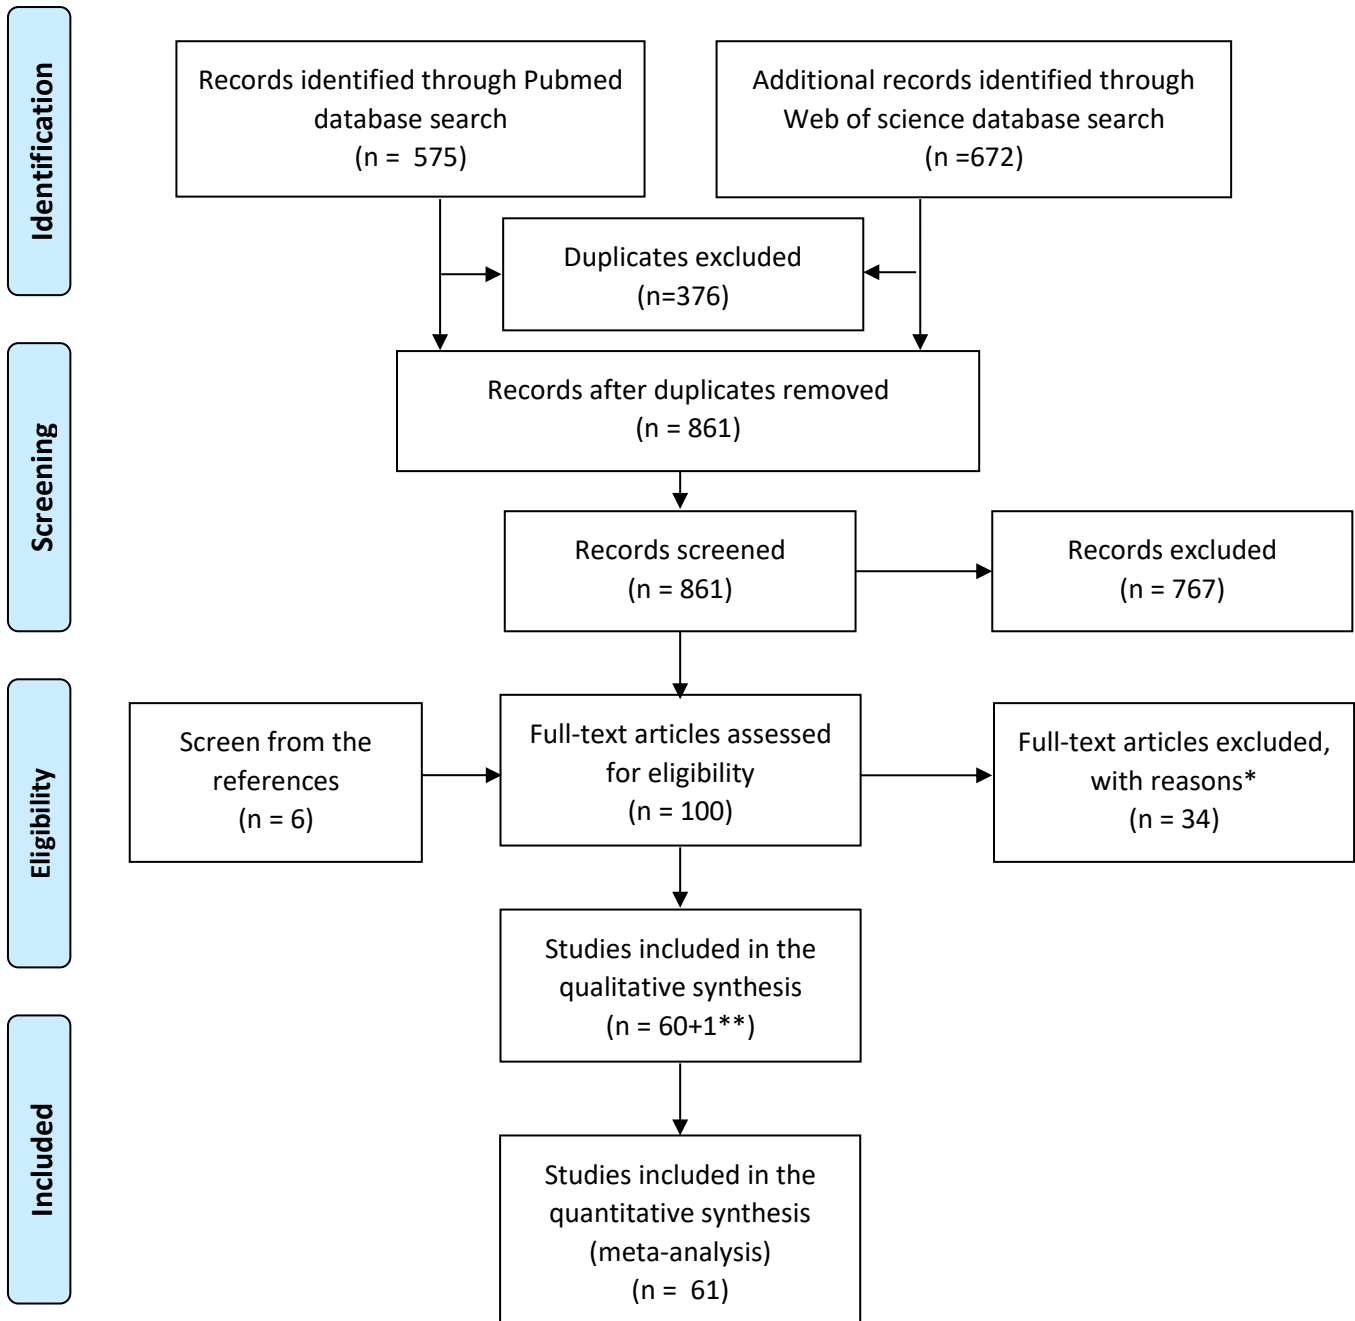 Identification
Records identified through Pubmed
database search
(n =  575)
Additional records identified through
Web of science database search
(n =672)
Duplicates excluded
(n=376)
Screening
Records after duplicates removed
(n = 861)
Records screened
(n = 861)
Records excluded
(n = 767)
Eligibility
Screen from the
references
(n = 6)
Full-text articles assessed
for eligibility
(n = 100)
Full-text articles excluded,
with reasons*
(n = 34)
Studies included in the
qualitative synthesis
(n = 60+1**)
Included
Studies included in the
quantitative synthesis
(meta-analysis)
(n =  61)